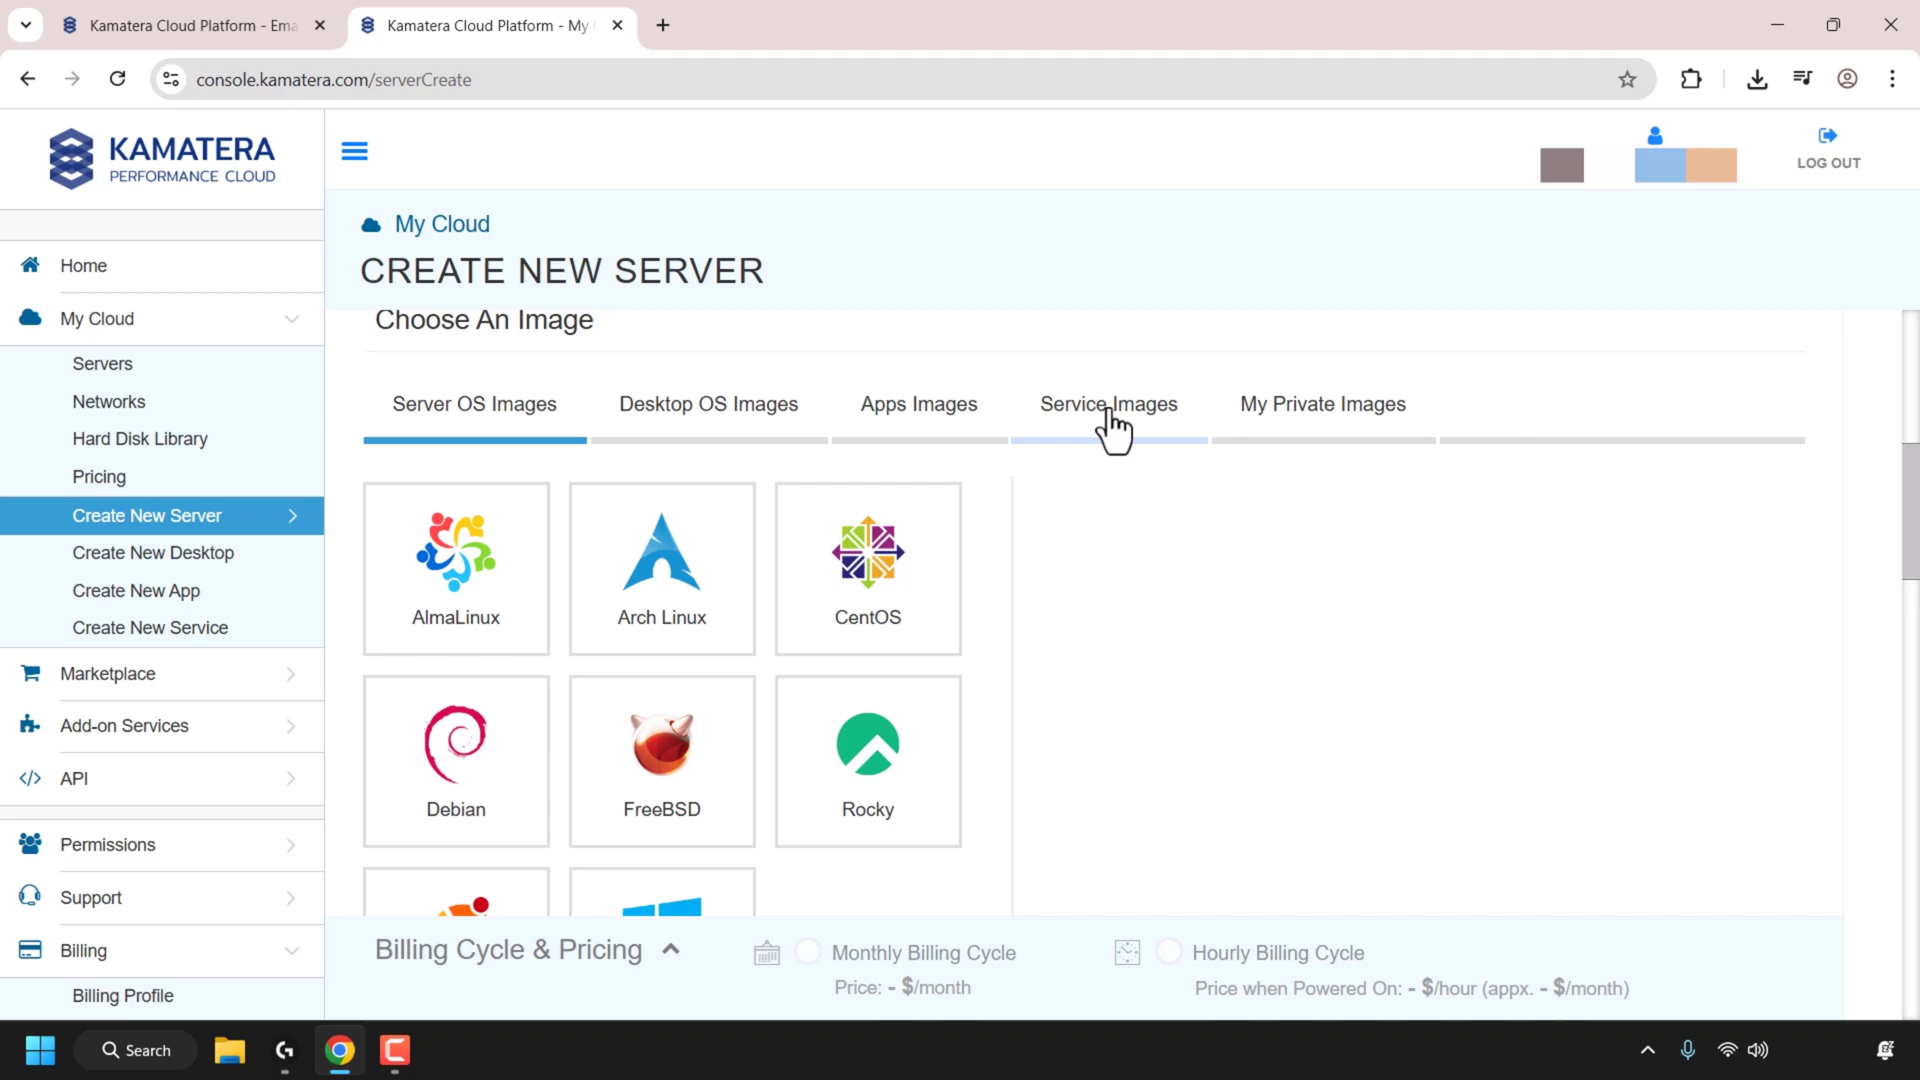 Kamatera Cloud Platform - Ema
Kamatera Cloud Platform - My
console.kamatera.com/serverCreate
KAMATERA
PERFORMANCE CLOUD
LOG OUT
My Cloud
CREATE NEW SERVER
Home
My Cloud
Servers
Networks
Hard Disk Library
Pricing
Create New Server
Create New Desktop
Create New App
Create New Service
Marketplace
Add-on Services
API
Permissions
Support
Billing
Billing Profile
Choose An Image
Server OS Images
Desktop OS Images
Apps Images
Service Images
My Private Images
AlmaLinux
Arch Linux
CentOS
Debian
FreeBSD
Rocky
Billing Cycle & Pricing
Monthly Billing Cycle
Price: - $/month
Hourly Billing Cycle
Price when Powered On: - $/hour (appx. - $/month)
Search